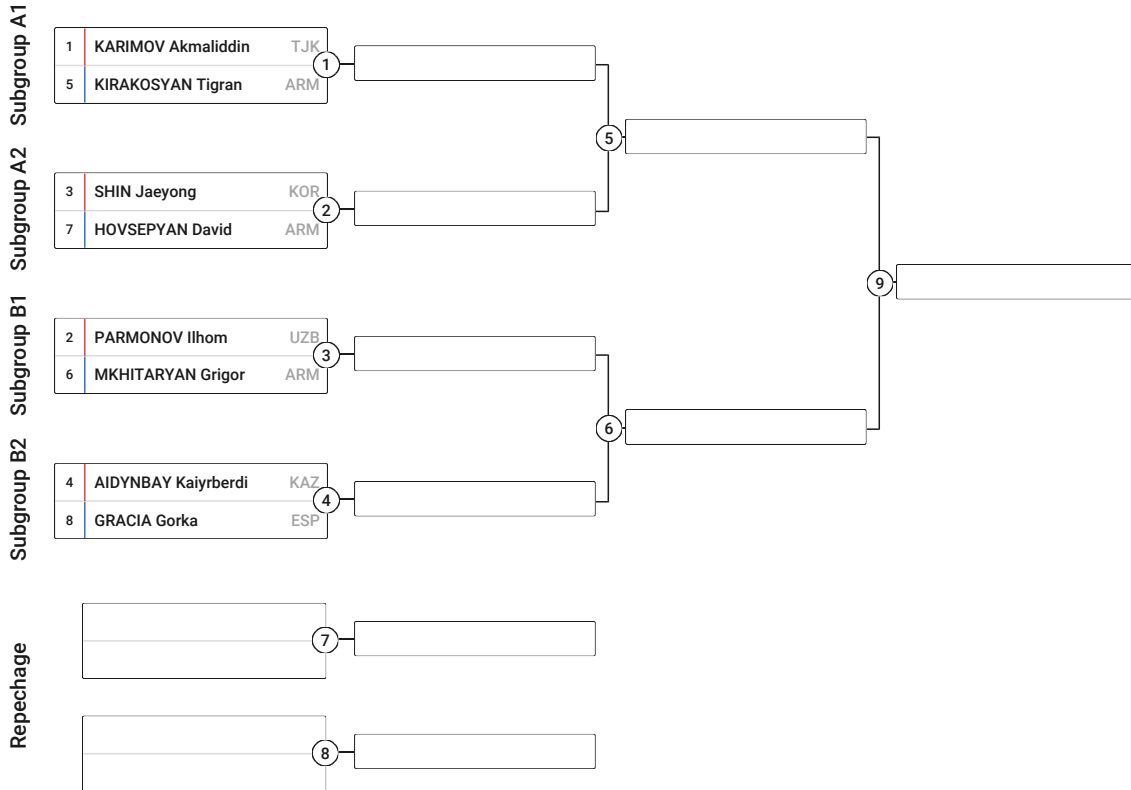 Subgroup A1
1 KARIMOV Akmaliddin TJK
5 KIRAKOSYAN Tigran ARM
1
5
Subgroup A2
3 SHIN Jaeyong KOR
7 HOVSEPYAN David ARM
2
9
Subgroup B1
2 PARMONOV Ilhom UZB
6 MKHITARYAN Grigor ARM
3
6
Subgroup B2
4 AIDYNBAY Kaiyrberdi KAZ
8 GRACIA Gorka ESP
4
Repechage
7
8